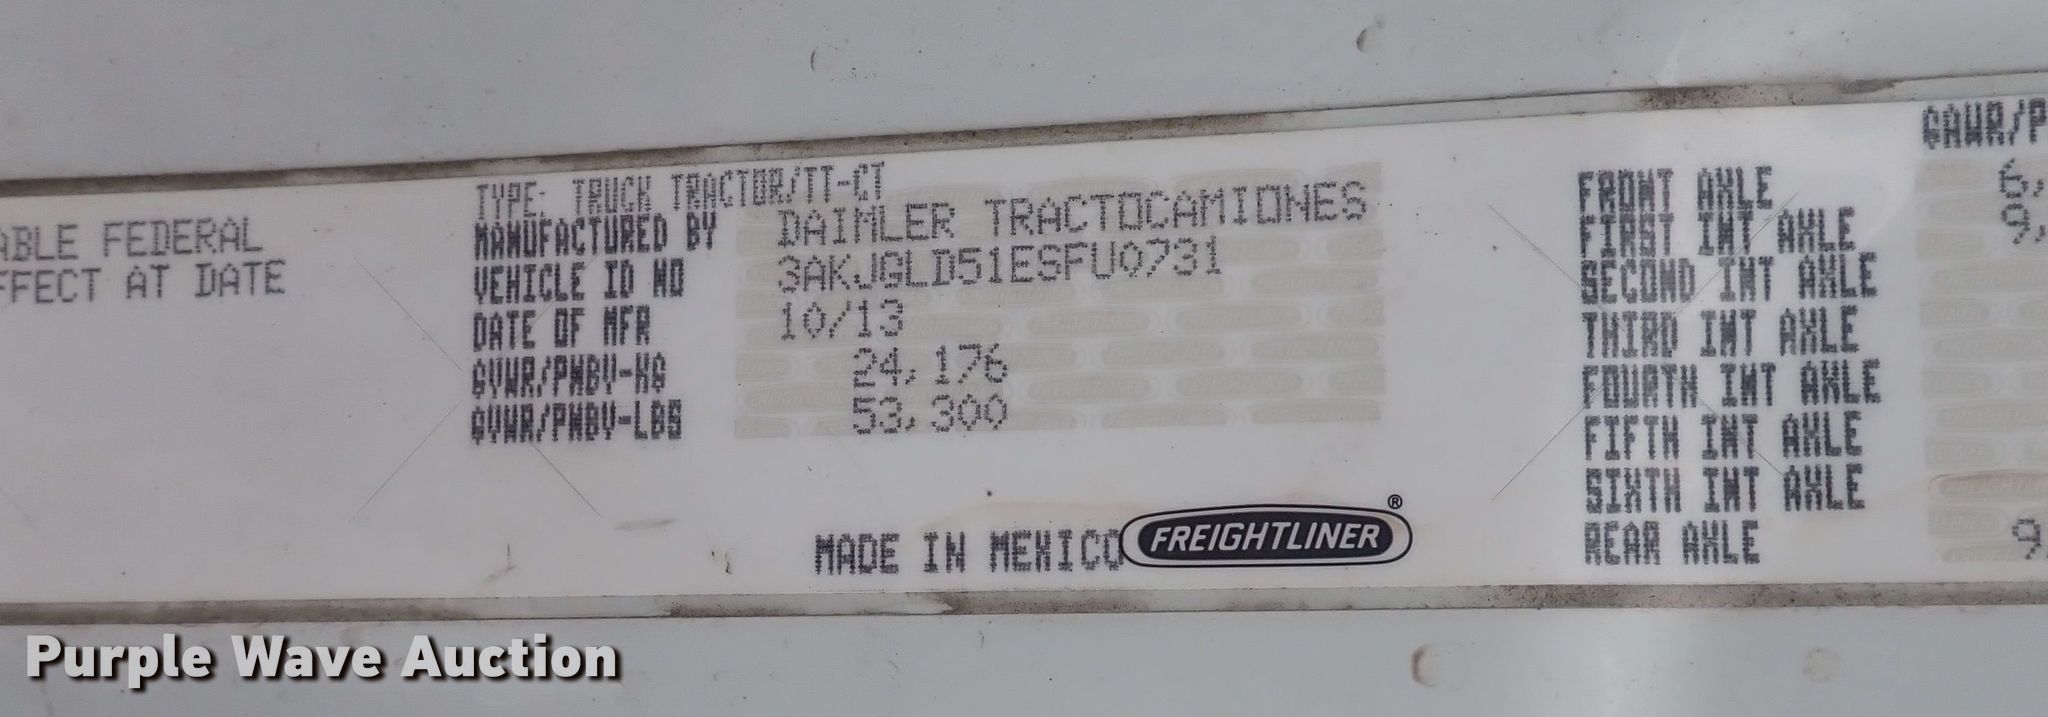 ABLE FEDERAL
FFECT AT DATE
TYPE: TRUCK TRACTOR/TT-CT
MANUFACTURED BY DAIMLER TRACTOCAMIONES
VEHICLE ID NO 3AKJGLD51ESFU0731
DATE OF MFR 10/13
GVWR/PNBV-KG 24,176
GVWR/PNBV-LBS 53,300
MADE IN MEXICO FREIGHTLINER®
GAWR/P
FRONT AXLE 6,
FIRST INT AXLE 9,
SECOND INT AXLE
THIRD INT AXLE
FOURTH INT AXLE
FIFTH INT AXLE
SIXTH INT AXLE
REAR AXLE 9,
Purple Wave Auction